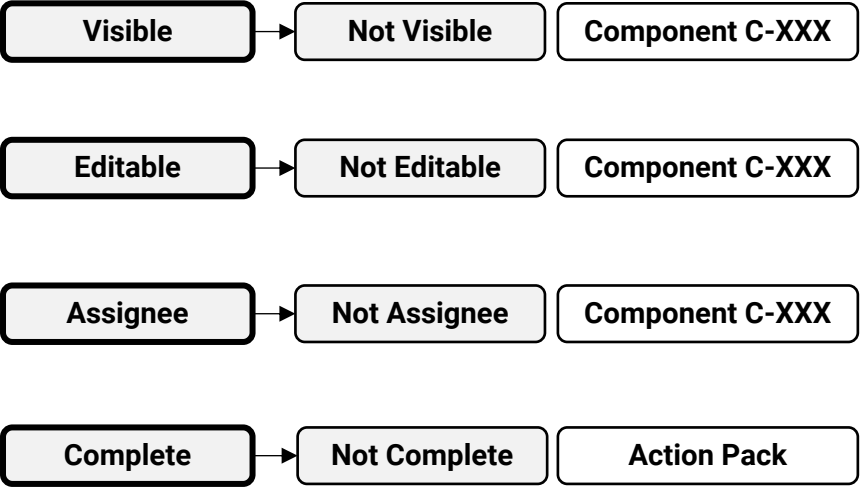 Visible Not Visible Component C-XXX
Editable Not Editable Component C-XXX
Assignee Not Assignee Component C-XXX
Complete Not Complete Action Pack